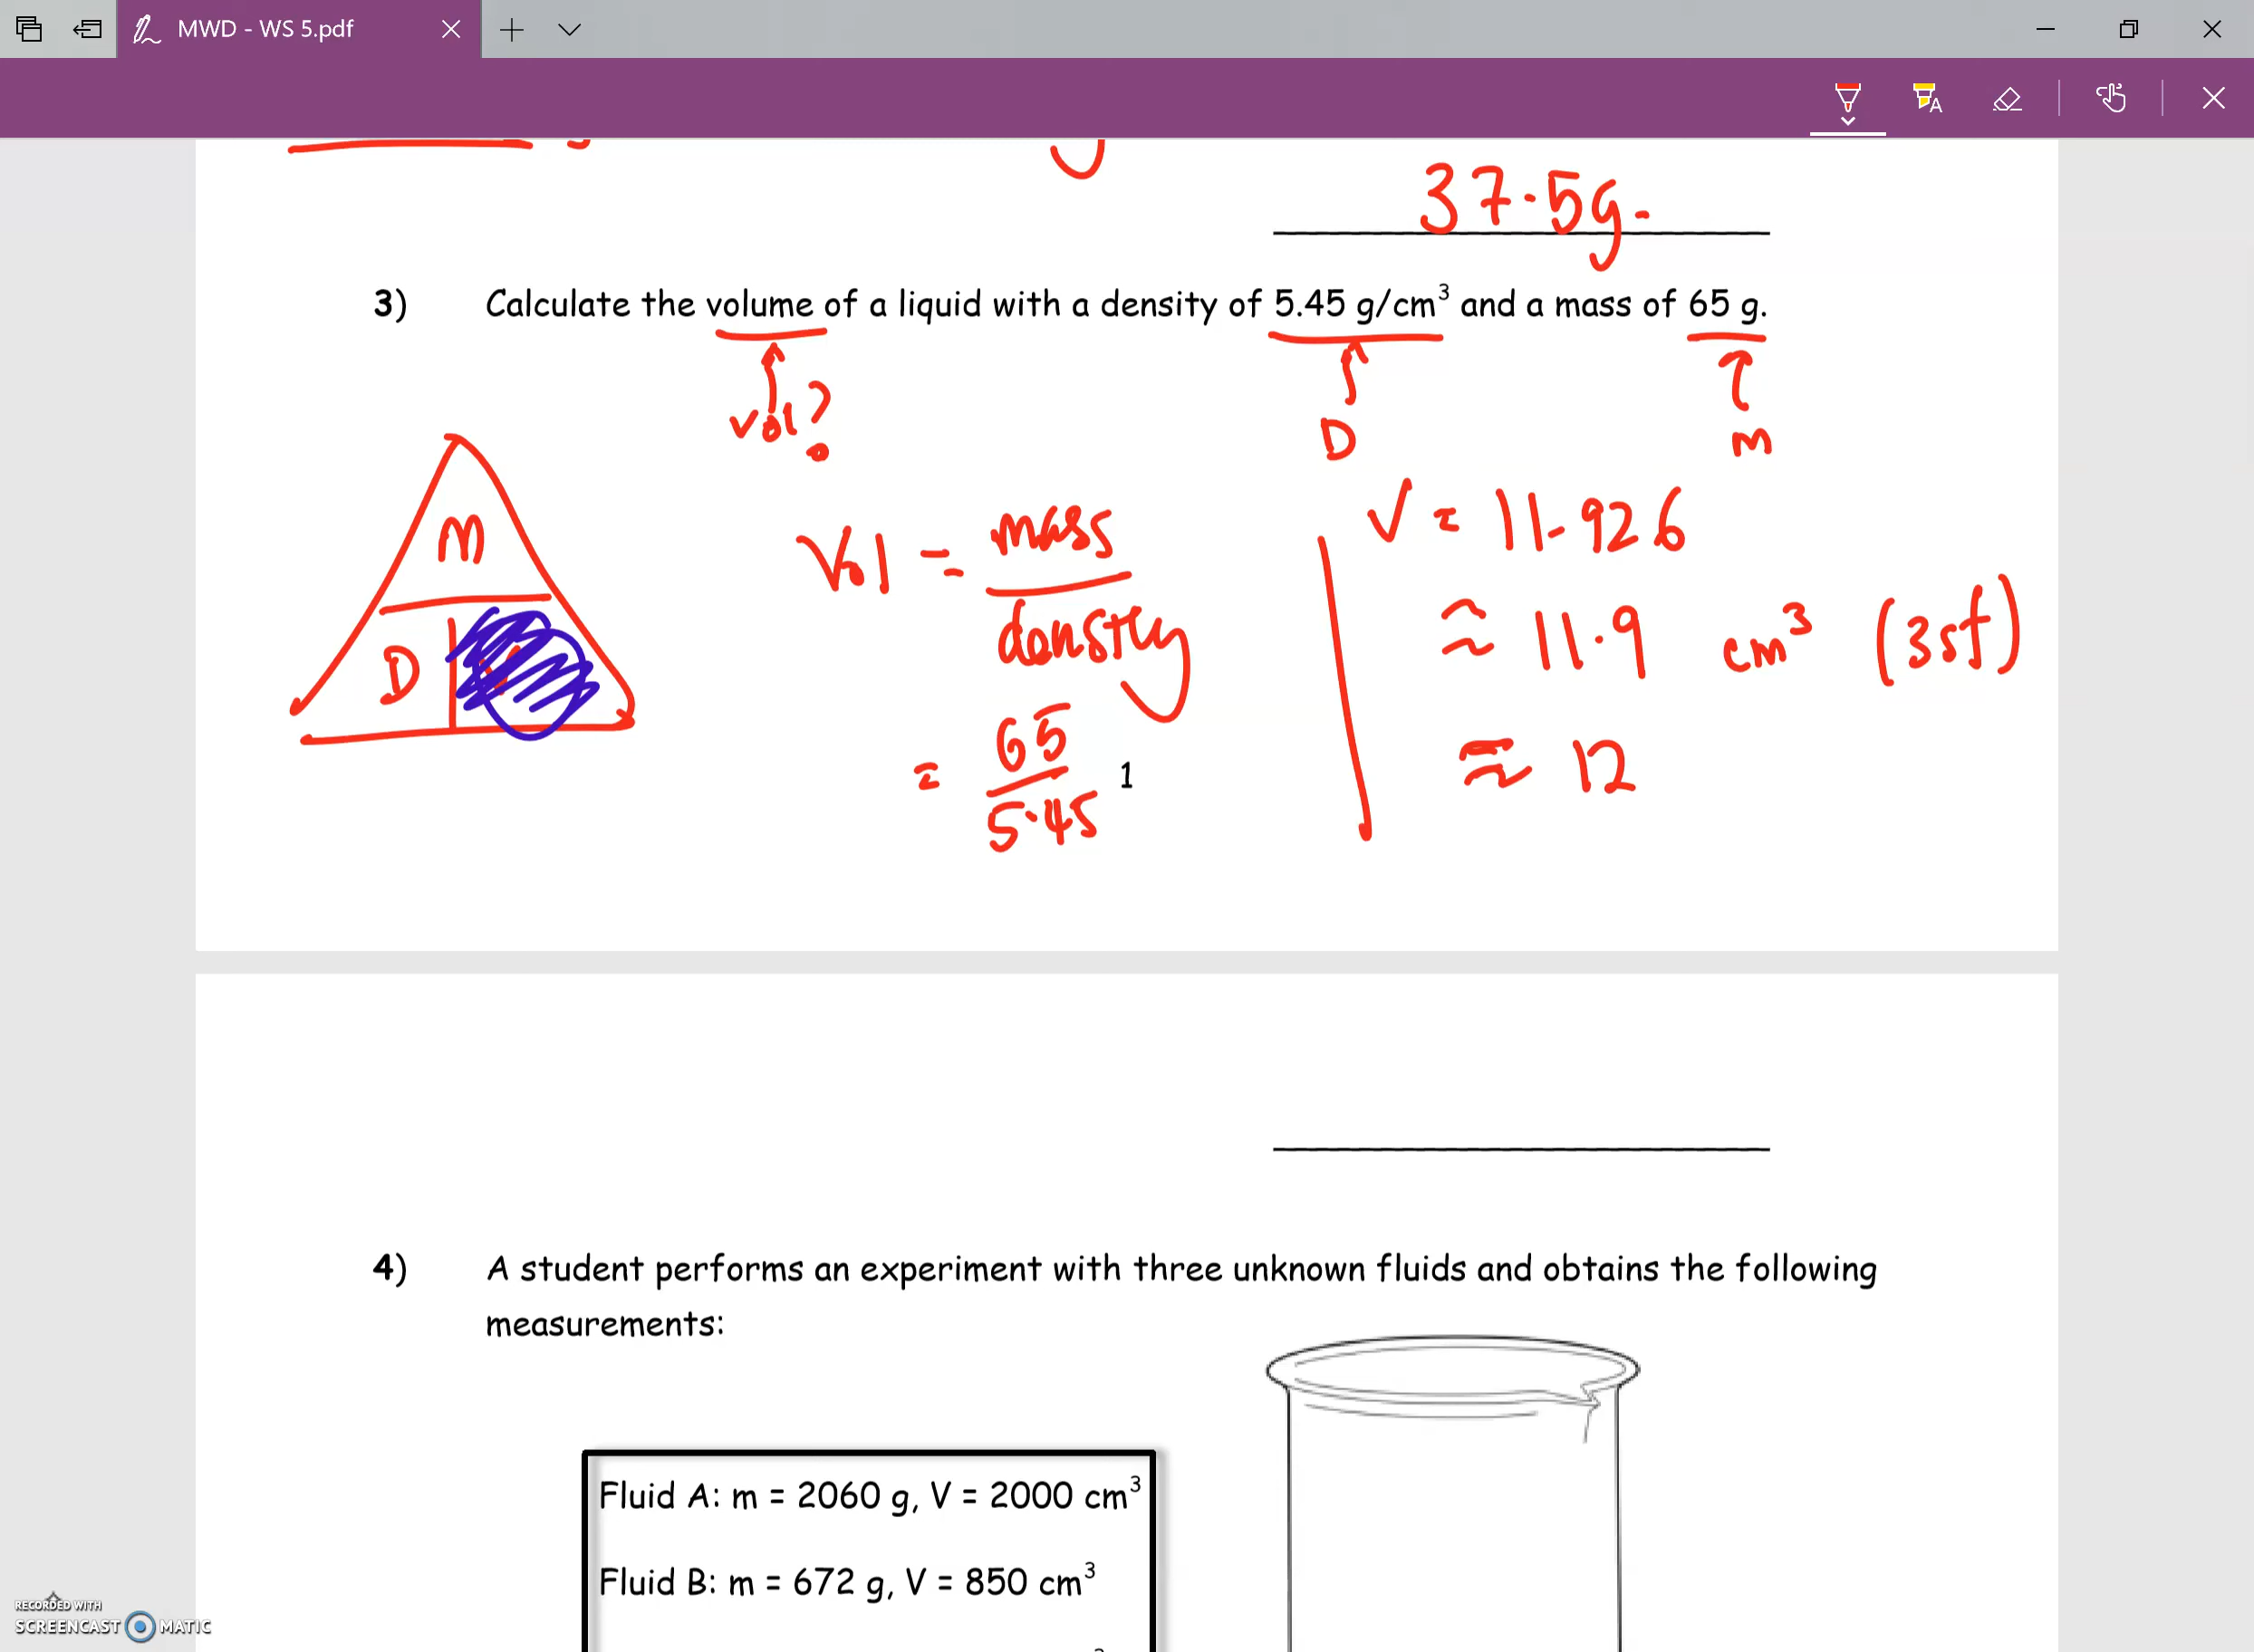 MWD - WS 5.pdf
37.5g.
3) Calculate the volume of a liquid with a density of 5.45 g/cm³ and a mass of 65 g.
vol?
D
M
M
D
Vol = mass
density
= 65
5.45
1
V = 11.926
≈ 11.9 cm³ (3sf)
≈ 12
4) A student performs an experiment with three unknown fluids and obtains the following
measurements:
Fluid A: m = 2060 g, V = 2000 cm³
Fluid B: m = 672 g, V = 850 cm³
RECORDED WITH
SCREENCAST MATIC